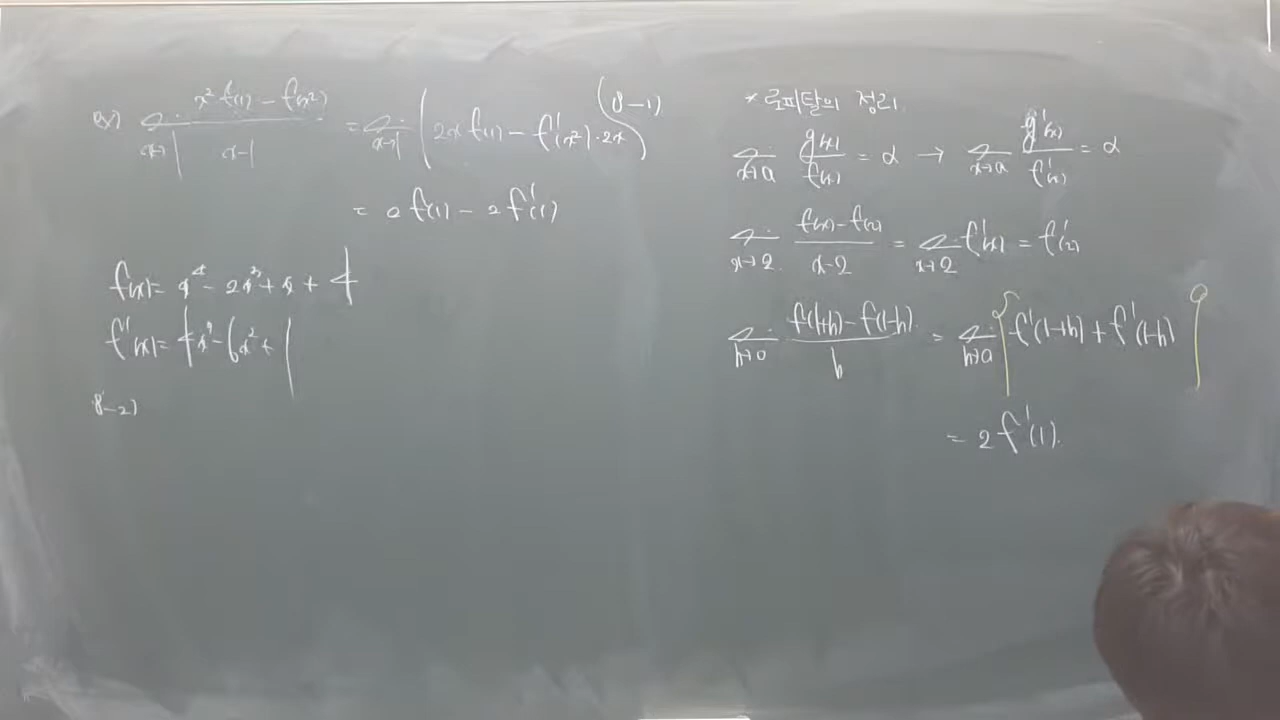 ex) lim x→1 (x² f(1) - f(x²)) / (x-1) = lim x→1 (2x f(1) - f'(x²)·2x)
= 2f(1) - 2f'(1)
8-1)
f(x) = x⁴ - 2x³ + x + 4
f'(x) = 4x³ - 6x² + 1
8-2)
* 로피탈의 정리.
lim x→a g(x)/f(x) = α → lim x→a g'(x)/f'(x) = α
lim x→2 (f(x) - f(2)) / (x-2) = lim x→2 f'(x) = f'(2)
lim h→0 (f(1+h) - f(1-h)) / h = lim h→0 {f'(1+h) + f'(1-h)}
= 2f'(1).